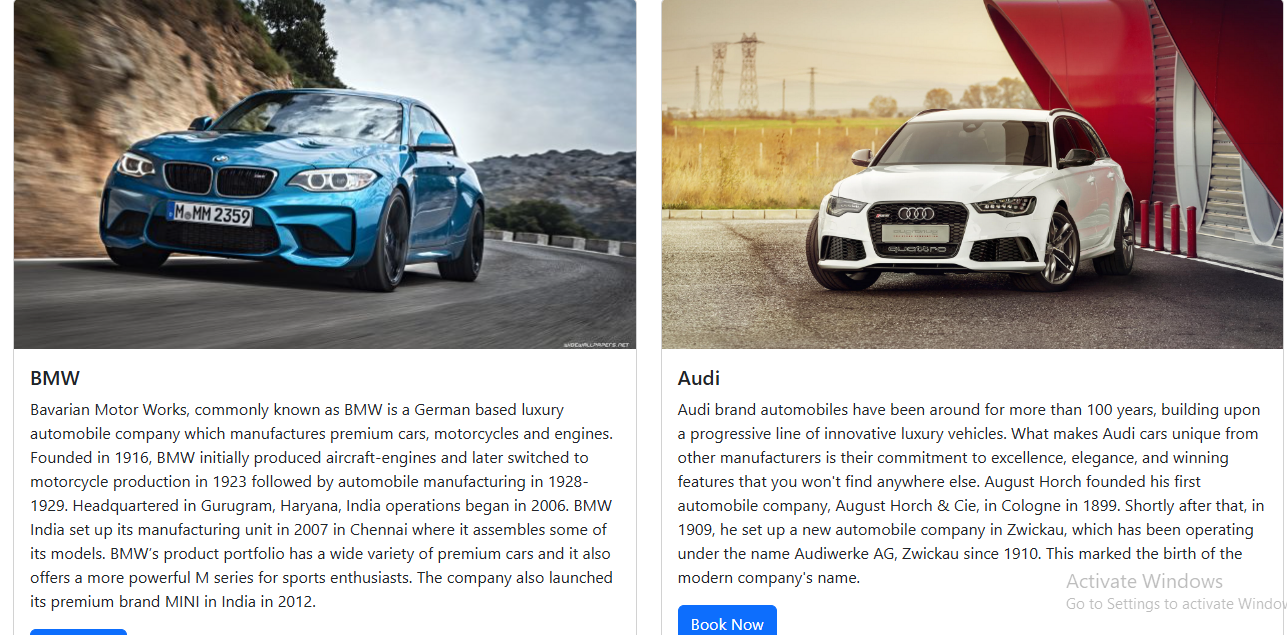 M MM 2359
WIDEWALLPAPERS.NET
quattro
BMW
Bavarian Motor Works, commonly known as BMW is a German based luxury
automobile company which manufactures premium cars, motorcycles and engines.
Founded in 1916, BMW initially produced aircraft-engines and later switched to
motorcycle production in 1923 followed by automobile manufacturing in 1928-
1929. Headquartered in Gurugram, Haryana, India operations began in 2006. BMW
India set up its manufacturing unit in 2007 in Chennai where it assembles some of
its models. BMW’s product portfolio has a wide variety of premium cars and it also
offers a more powerful M series for sports enthusiasts. The company also launched
its premium brand MINI in India in 2012.
Audi
Audi brand automobiles have been around for more than 100 years, building upon
a progressive line of innovative luxury vehicles. What makes Audi cars unique from
other manufacturers is their commitment to excellence, elegance, and winning
features that you won't find anywhere else. August Horch founded his first
automobile company, August Horch & Cie, in Cologne in 1899. Shortly after that, in
1909, he set up a new automobile company in Zwickau, which has been operating
under the name Audiwerke AG, Zwickau since 1910. This marked the birth of the
modern company's name.
Book Now
Activate Windows
Go to Settings to activate Windo